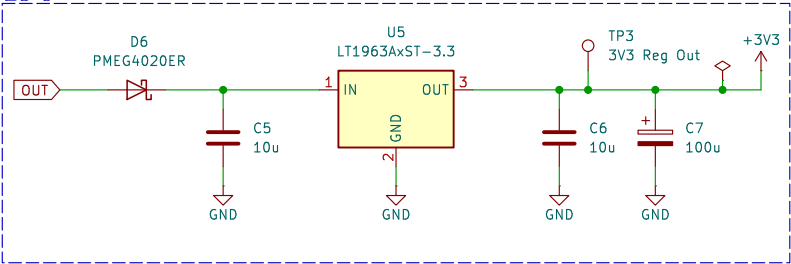 D6
PMEG4020ER
OUT
C5
10u
GND
U5
LT1963AxST-3.3
1
IN
OUT
3
GND
2
GND
TP3
3V3 Reg Out
+3V3
C6
10u
GND
+
C7
100u
GND